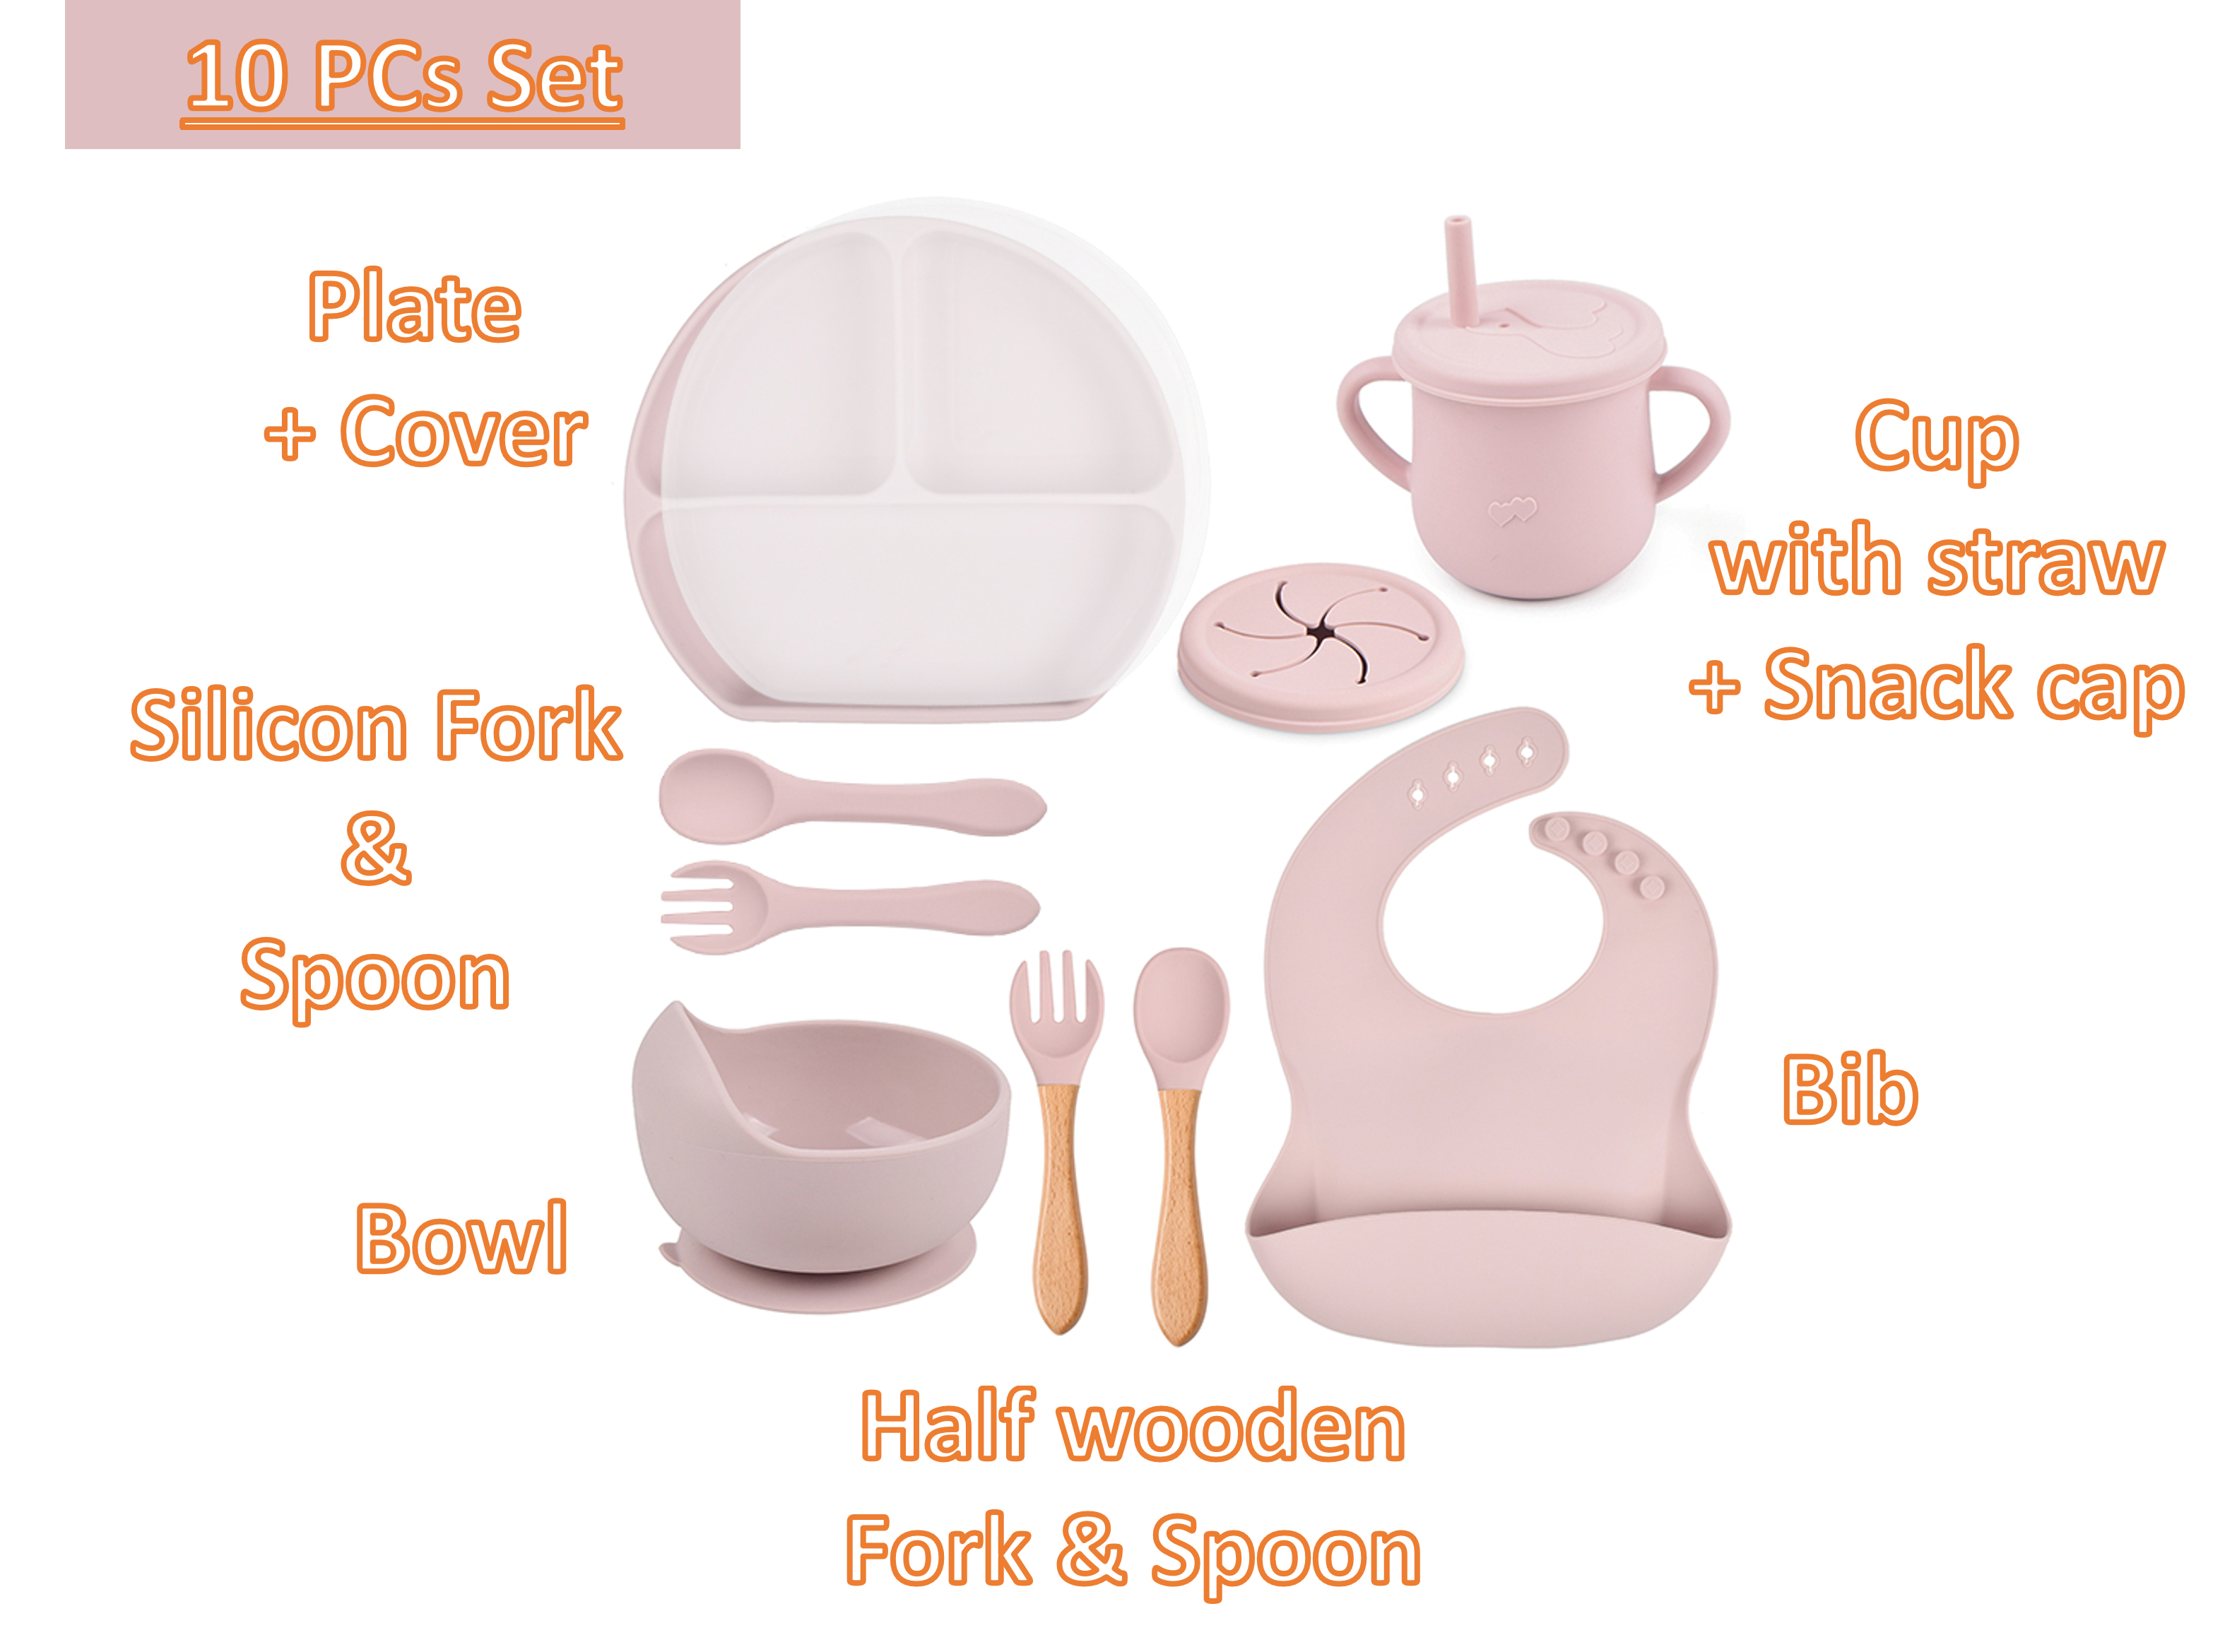 10 PCs Set
Plate
+ Cover
Cup
with straw
+ Snack cap
Silicon Fork
&
Spoon
Bib
Bowl
Half wooden
Fork & Spoon